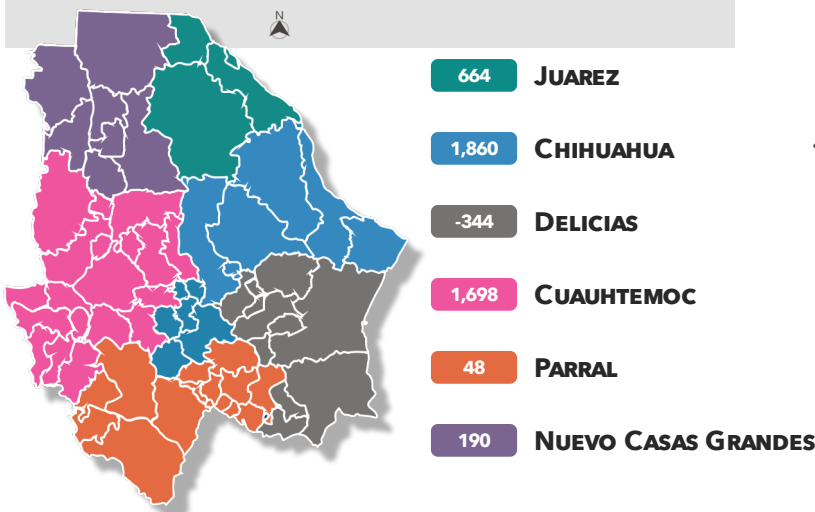 N
664 JUAREZ
1,860 CHIHUAHUA
-344 DELICIAS
1,698 CUAUHTEMOC
48 PARRAL
190 NUEVO CASAS GRANDES